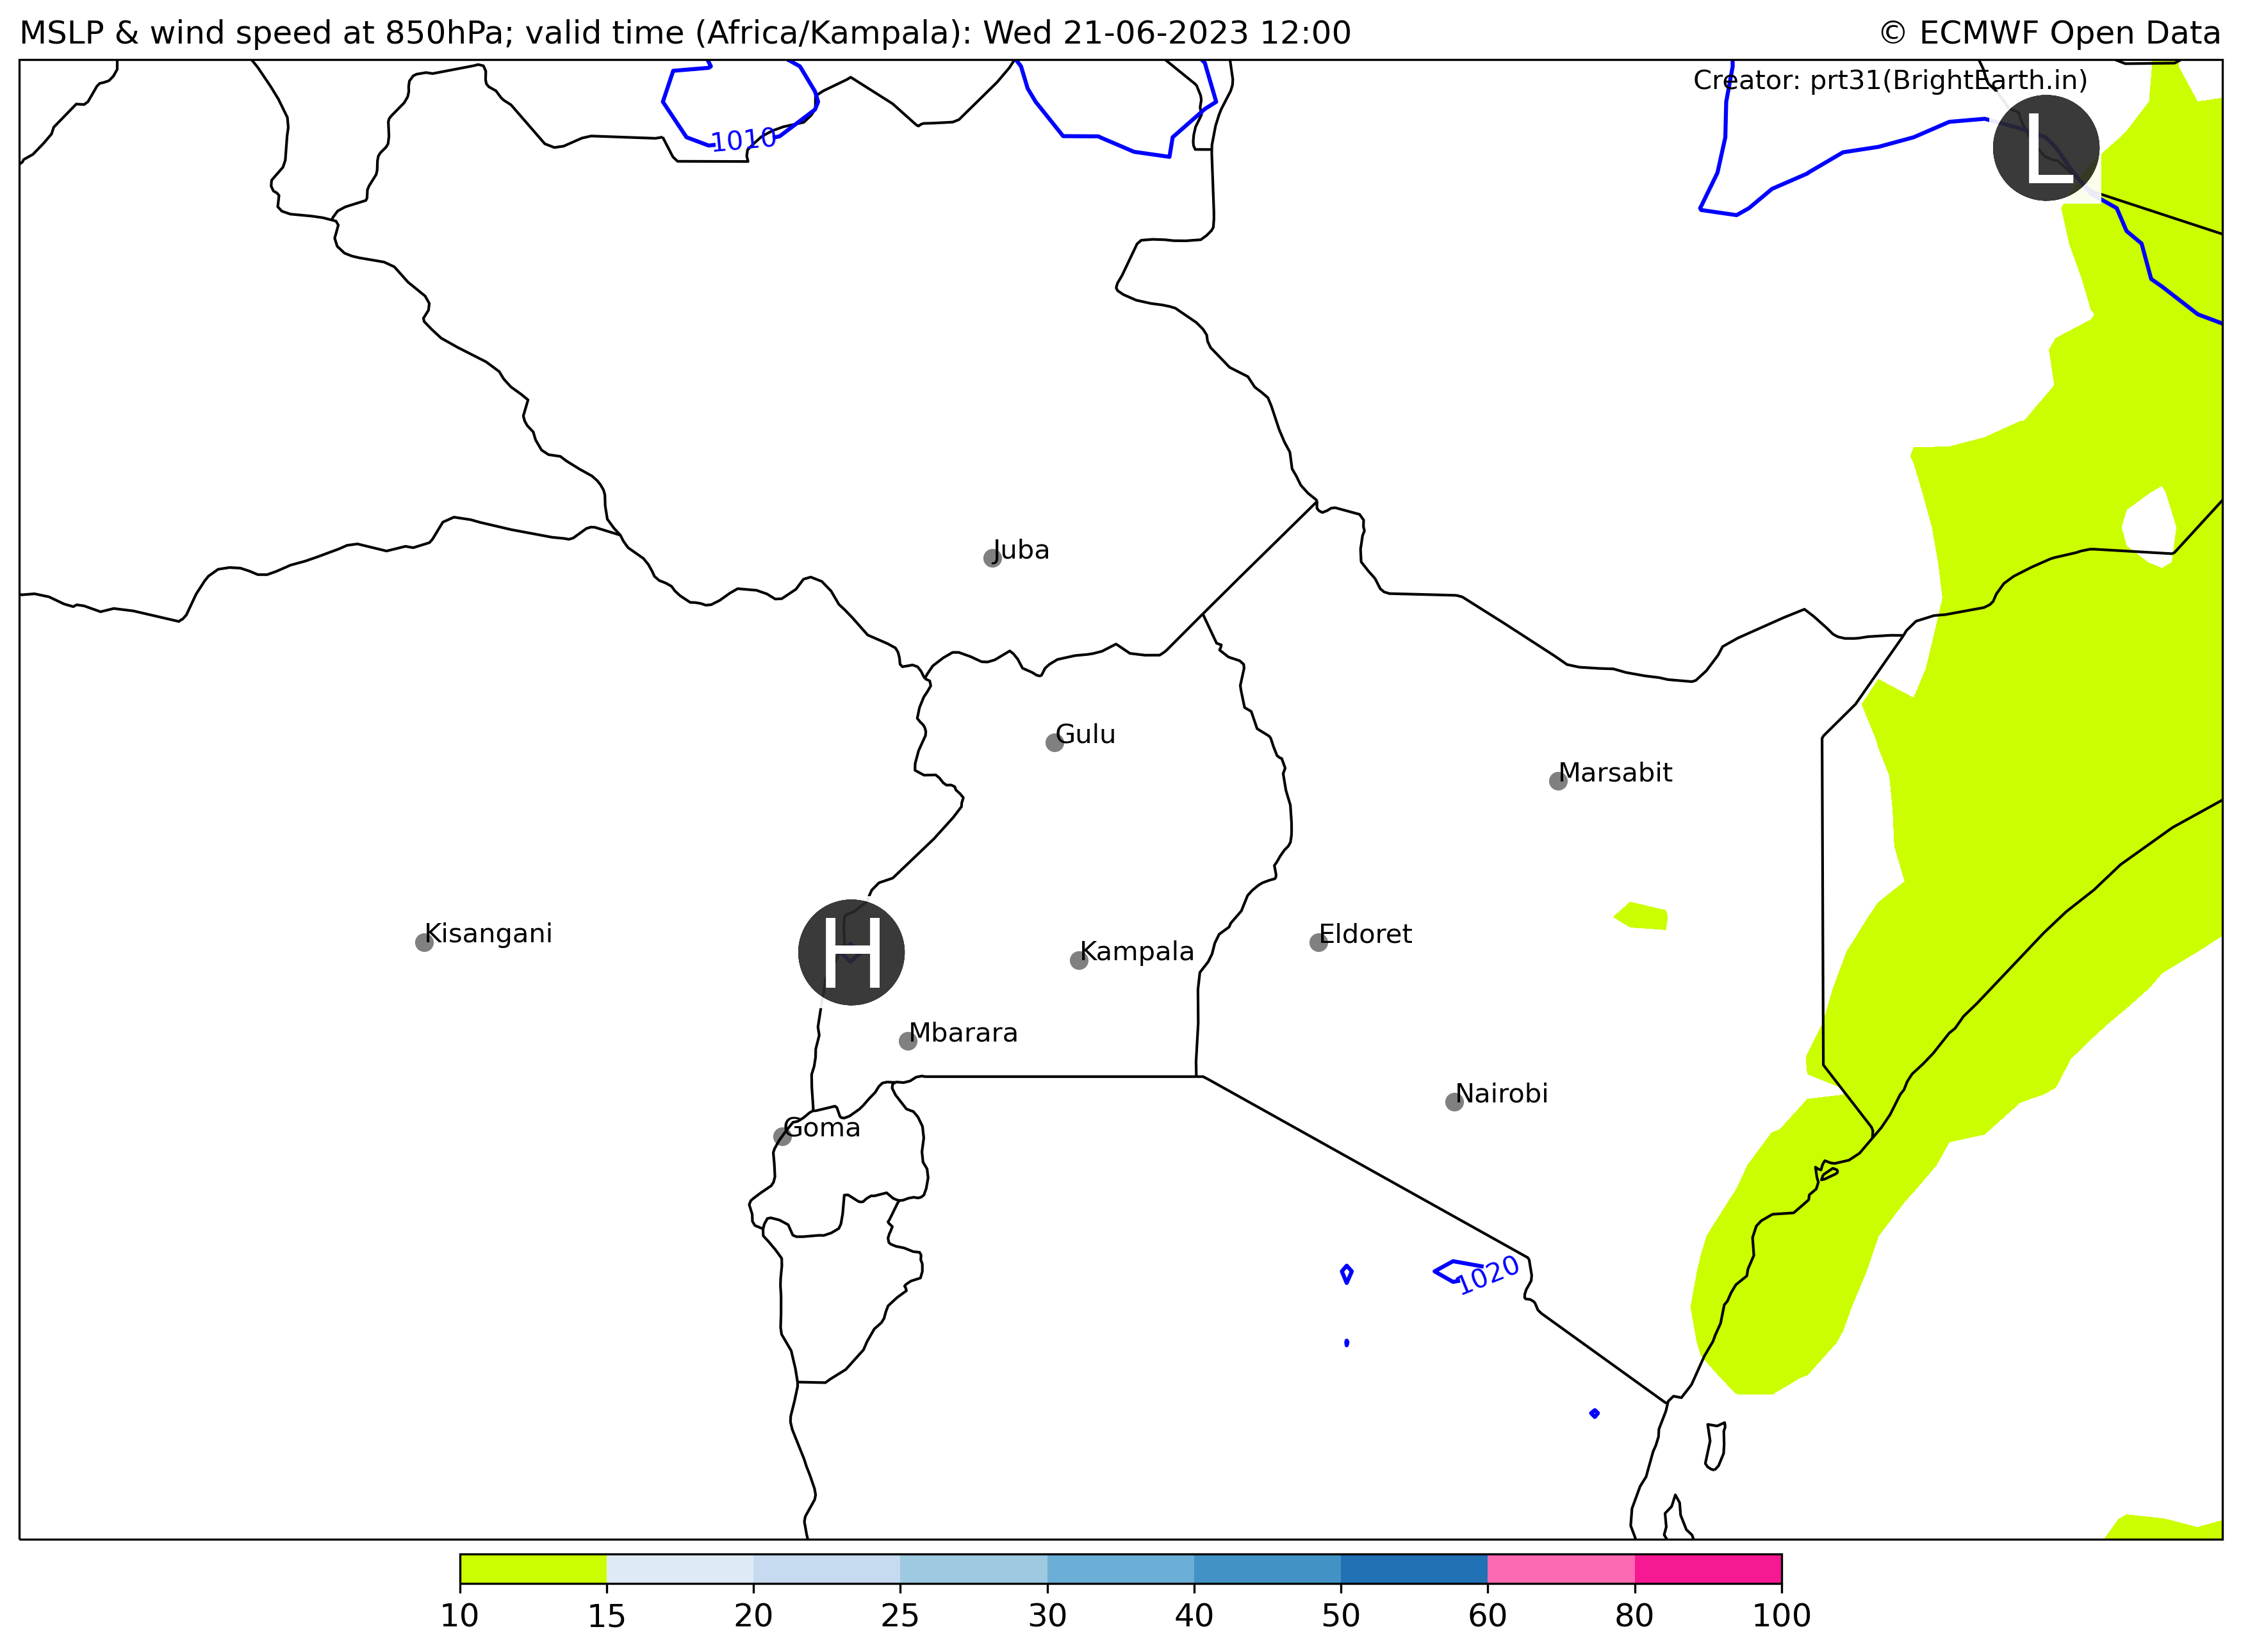 MSLP & wind speed at 850hPa; valid time (Africa/Kampala): Wed 21-06-2023 12:00
© ECMWF Open Data
Creator: prt31(BrightEarth.in)
L
1010
Juba
Gulu
Marsabit
Kisangani
H
Kampala
Eldoret
Mbarara
Nairobi
Goma
1020
10 15 20 25 30 40 50 60 80 100